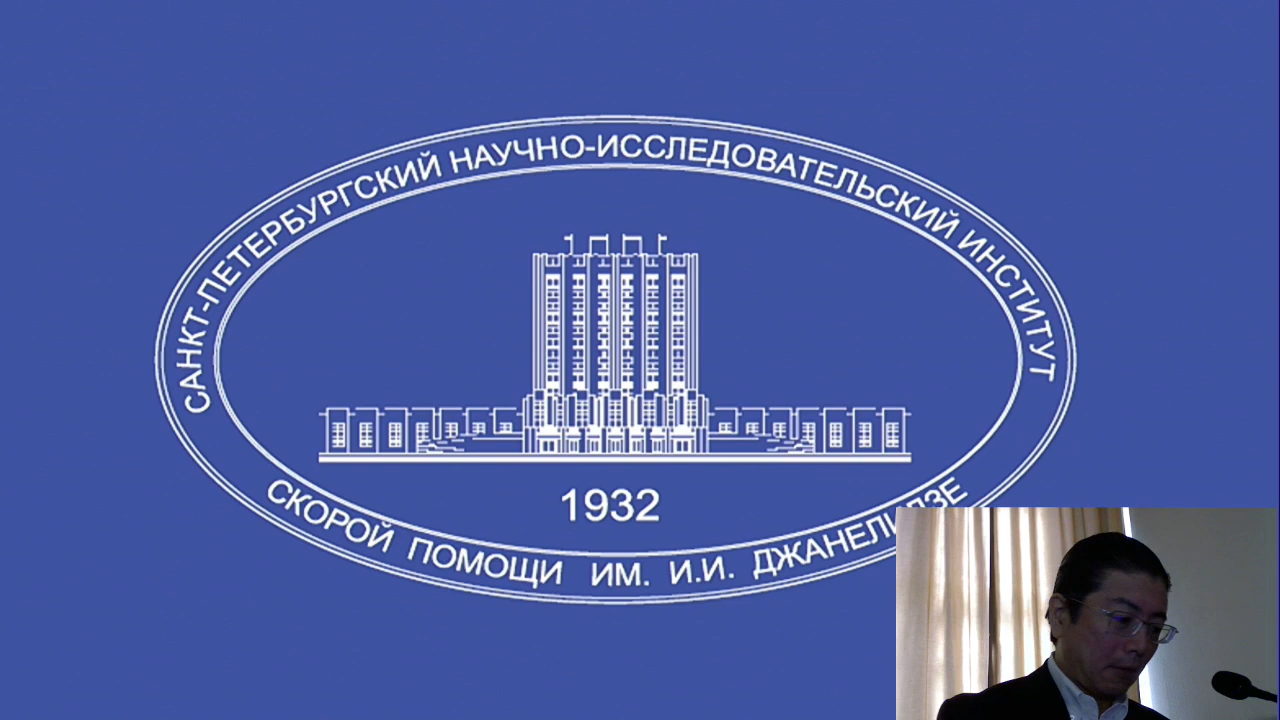 САНКТ-ПЕТЕРБУРГСКИЙ НАУЧНО-ИССЛЕДОВАТЕЛЬСКИЙ ИНСТИТУТ
1932
СКОРОЙ ПОМОЩИ ИМ. И.И.